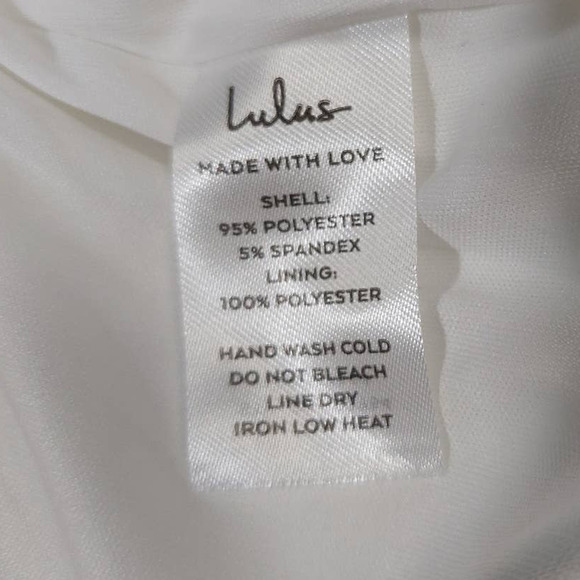 Lulus
MADE WITH LOVE
SHELL:
95% POLYESTER
5% SPANDEX
LINING:
100% POLYESTER
HAND WASH COLD
DO NOT BLEACH
LINE DRY
IRON LOW HEAT